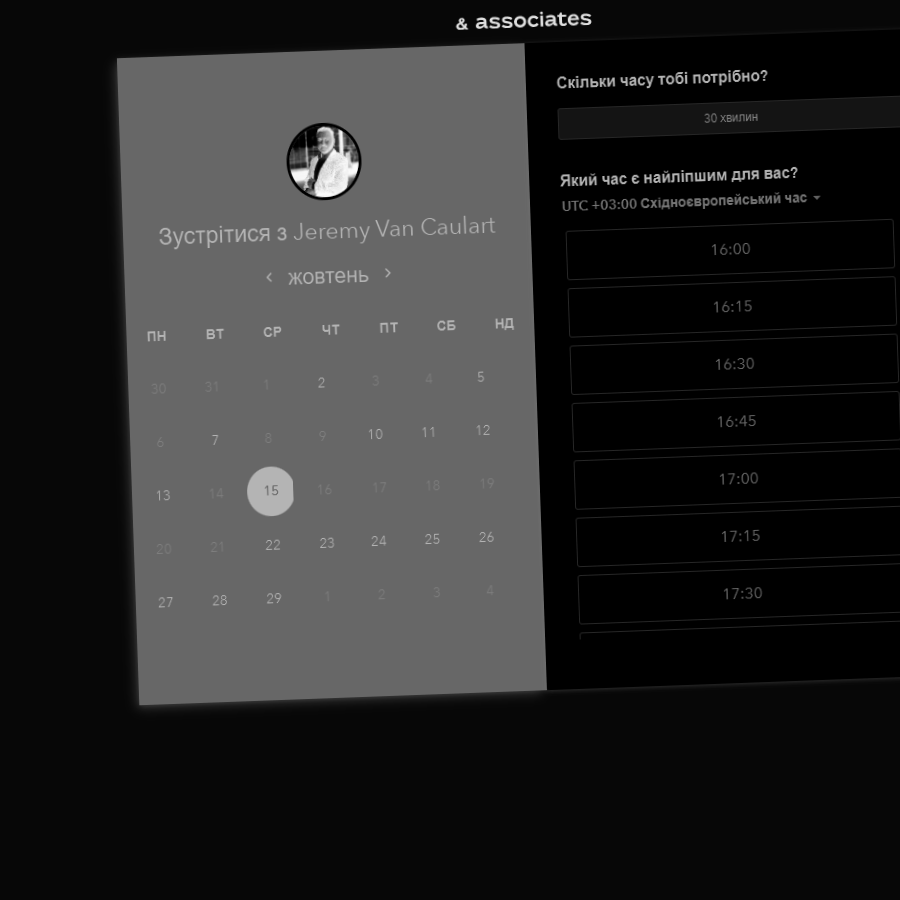 & associates
Зустрітися з Jeremy Van Caulart
жовтень
ПН ВТ СР ЧТ ПТ СБ НД
30 31 1 2 3 4 5
6 7 8 9 10 11 12
13 14 15 16 17 18 19
20 21 22 23 24 25 26
27 28 29 1 2 3 4
Скільки часу тобі потрібно?
30 хвилин
Який час є найліпшим для вас?
UTC +03:00 Східноєвропейський час
16:00
16:15
16:30
16:45
17:00
17:15
17:30